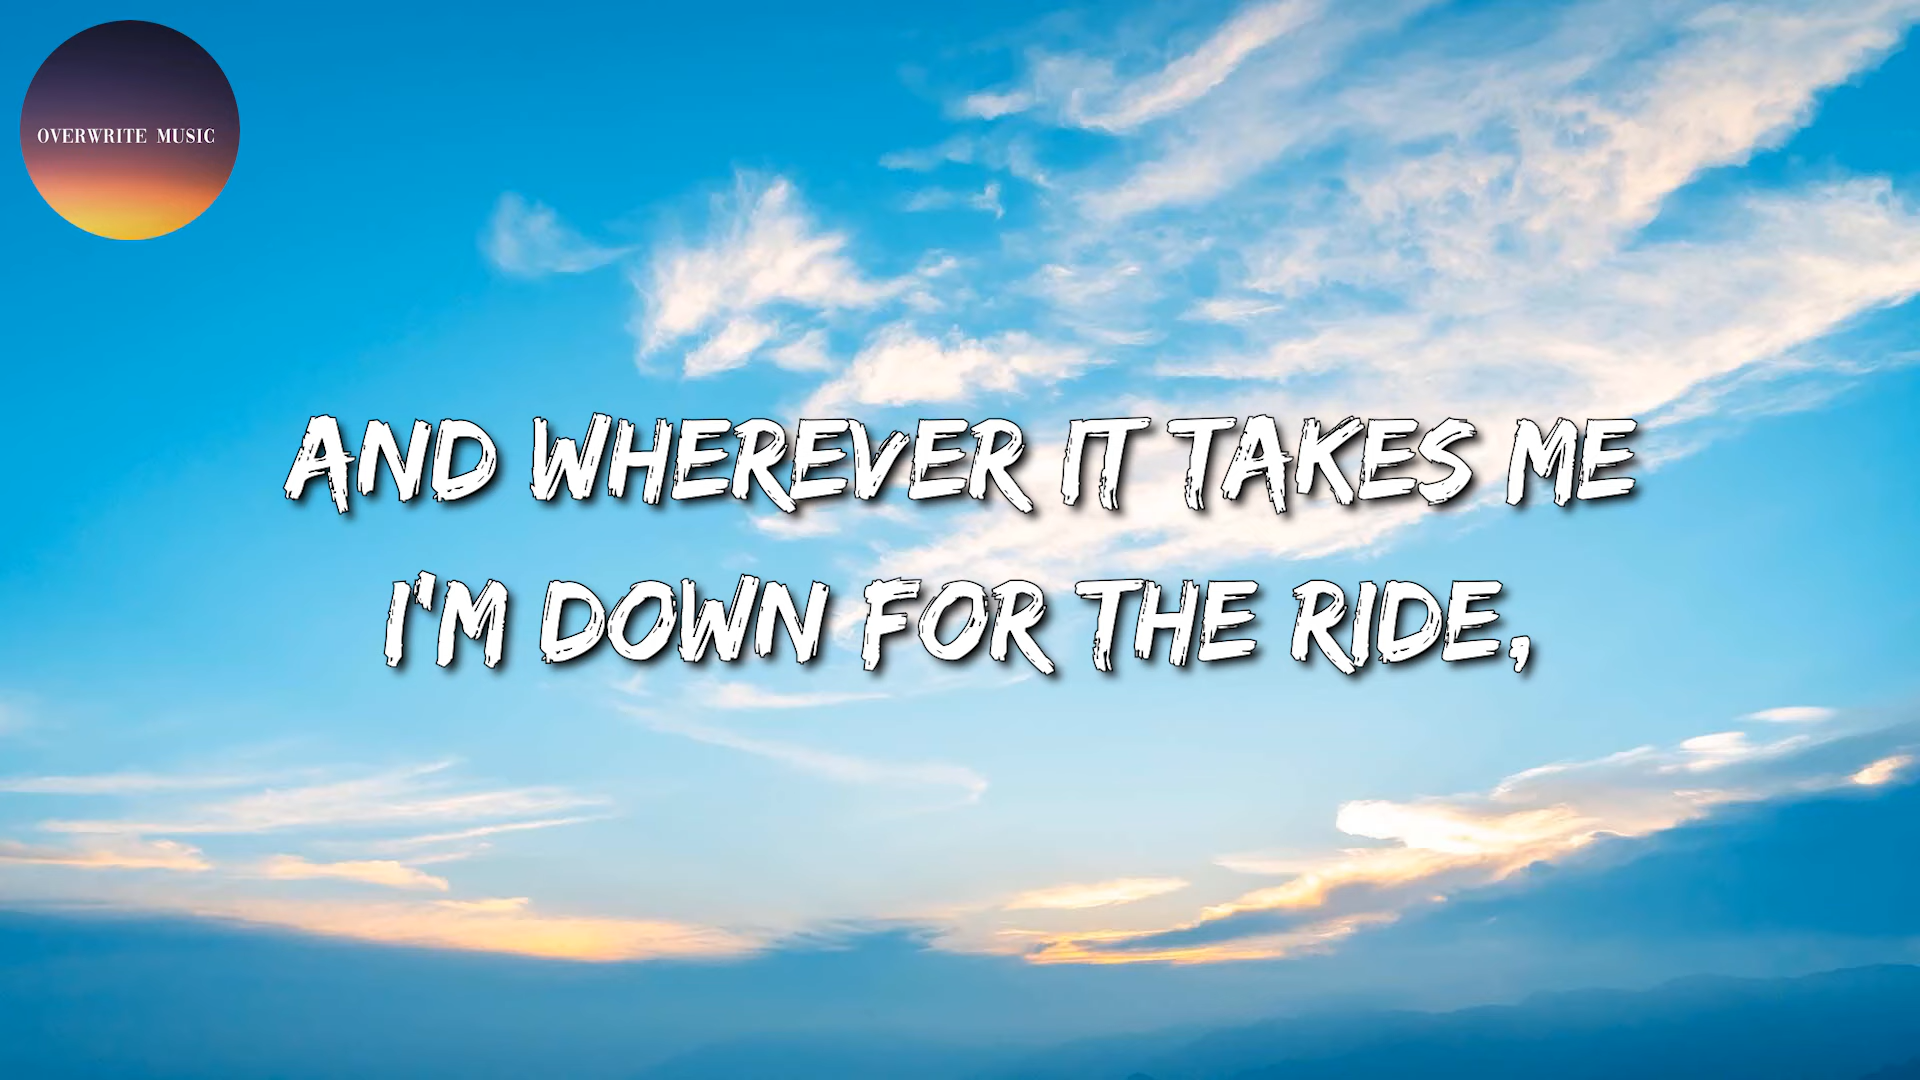 OVERWRITE MUSIC
AND WHEREVER IT TAKES ME
I'M DOWN FOR THE RIDE,